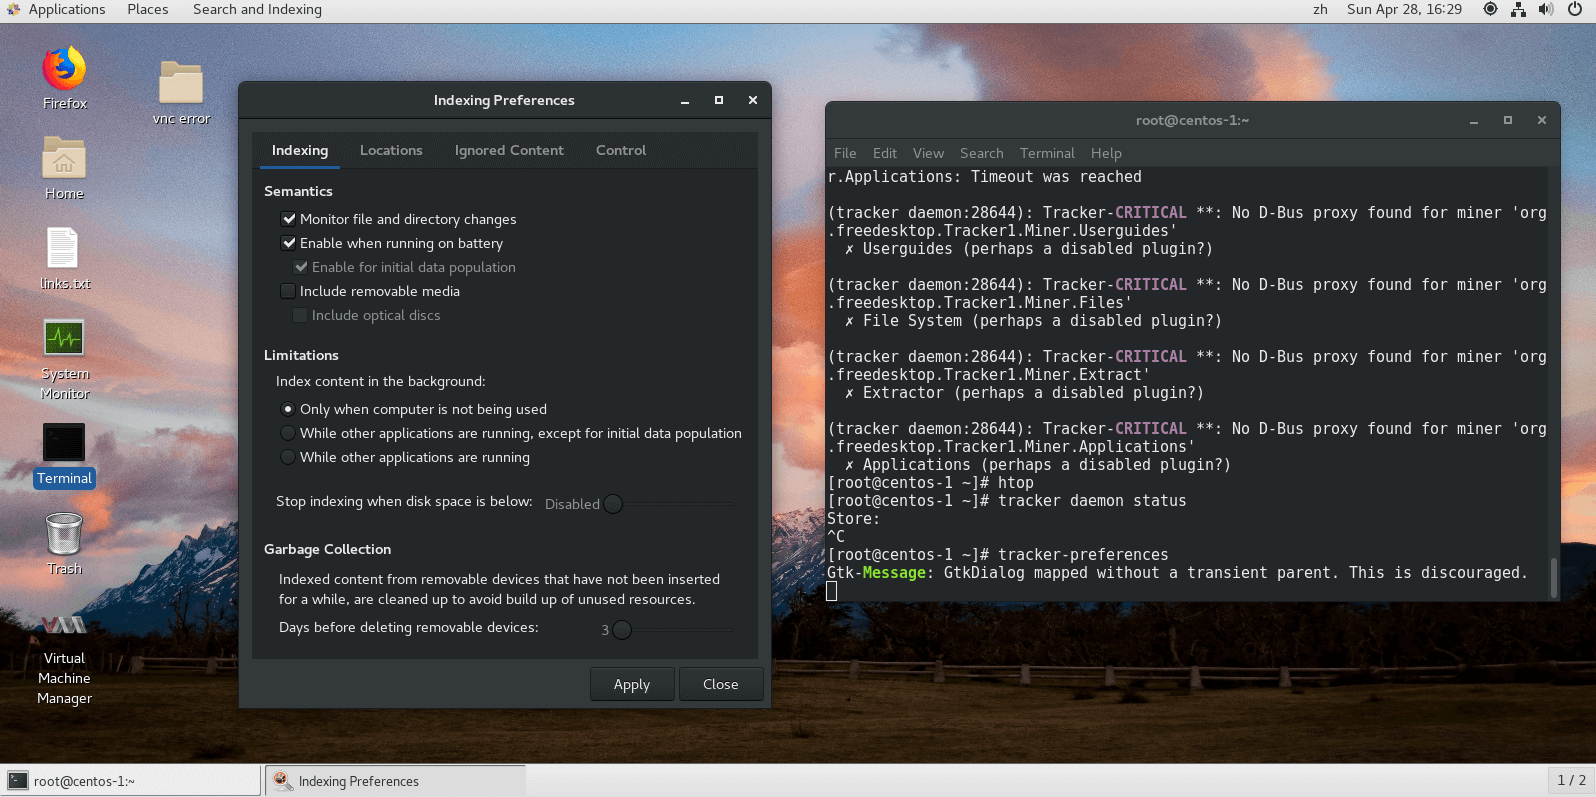 Applications Places Search and Indexing zh Sun Apr 28, 16:29
Firefox
vnc error
Home
links.txt
System
Monitor
Terminal
Trash
Virtual
Machine
Manager
Indexing Preferences
Indexing Locations Ignored Content Control
Semantics
Monitor file and directory changes
Enable when running on battery
Enable for initial data population
Include removable media
Include optical discs
Limitations
Index content in the background:
Only when computer is not being used
While other applications are running, except for initial data population
While other applications are running
Stop indexing when disk space is below: Disabled
Garbage Collection
Indexed content from removable devices that have not been inserted
for a while, are cleaned up to avoid build up of unused resources.
Days before deleting removable devices: 3
Apply Close
root@centos-1:~
File Edit View Search Terminal Help
r.Applications: Timeout was reached
(tracker daemon:28644): Tracker-CRITICAL **: No D-Bus proxy found for miner 'org
.freedesktop.Tracker1.Miner.Userguides'
✗ Userguides (perhaps a disabled plugin?)
(tracker daemon:28644): Tracker-CRITICAL **: No D-Bus proxy found for miner 'org
.freedesktop.Tracker1.Miner.Files'
✗ File System (perhaps a disabled plugin?)
(tracker daemon:28644): Tracker-CRITICAL **: No D-Bus proxy found for miner 'org
.freedesktop.Tracker1.Miner.Extract'
✗ Extractor (perhaps a disabled plugin?)
(tracker daemon:28644): Tracker-CRITICAL **: No D-Bus proxy found for miner 'org
.freedesktop.Tracker1.Miner.Applications'
✗ Applications (perhaps a disabled plugin?)
[root@centos-1 ~]# htop
[root@centos-1 ~]# tracker daemon status
Store:
^C
[root@centos-1 ~]# tracker-preferences
Gtk-Message: GtkDialog mapped without a transient parent. This is discouraged.
root@centos-1:~ Indexing Preferences 1 / 2